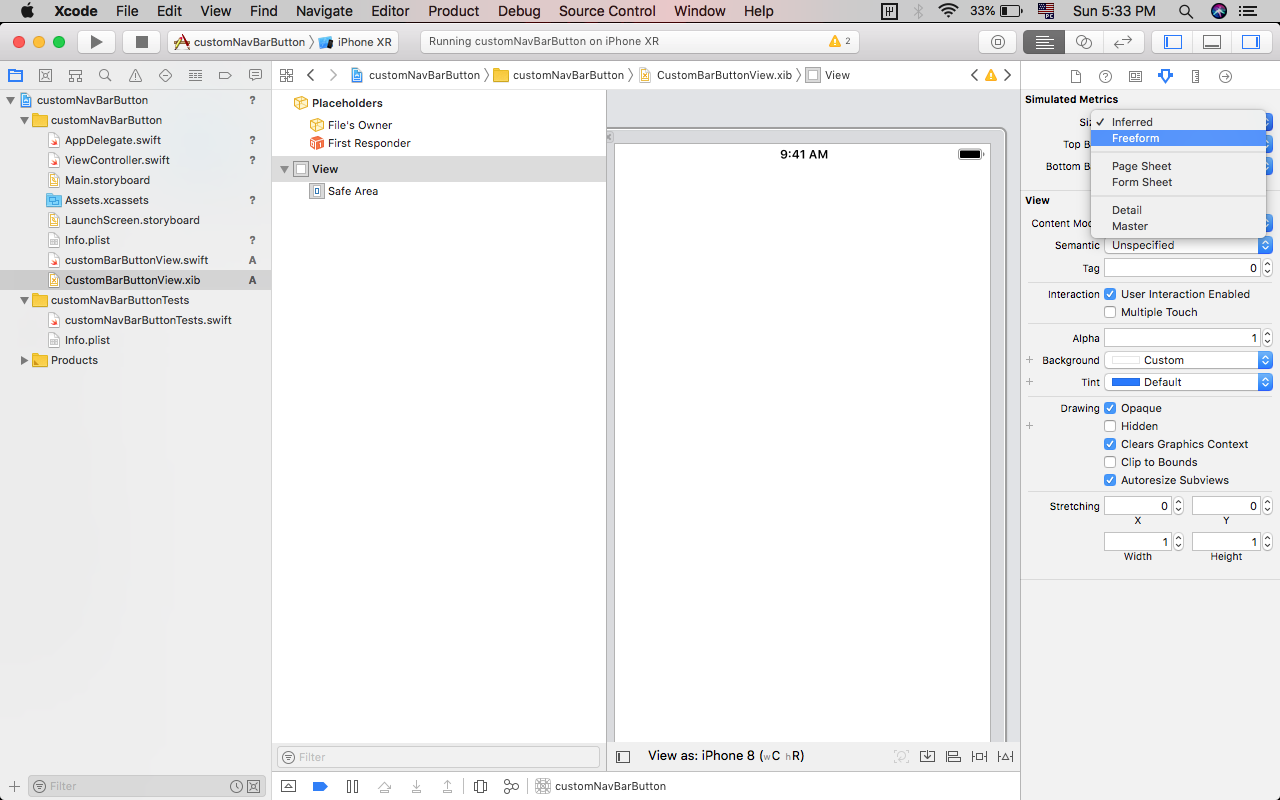 Xcode File Edit View Find Navigate Editor Product Debug Source Control Window Help 33% Sun 5:33 PM
customNavBarButton iPhone XR Running customNavBarButton on iPhone XR 2
customNavBarButton customNavBarButton CustomBarButtonView.xib View
customNavBarButton ?
customNavBarButton
AppDelegate.swift ?
ViewController.swift ?
Main.storyboard
Assets.xcassets ?
LaunchScreen.storyboard
Info.plist ?
customBarButtonView.swift A
CustomBarButtonView.xib A
customNavBarButtonTests
customNavBarButtonTests.swift
Info.plist
Products
Filter
Placeholders
File's Owner
First Responder
View
Safe Area
Filter
9:41 AM
View as: iPhone 8 (wC hR)
customNavBarButton
Simulated Metrics
✓ Inferred
Freeform
Page Sheet
Form Sheet
Detail
Master
View
Semantic Unspecified
Tag 0
Interaction User Interaction Enabled
Multiple Touch
Alpha 1
+ Background Custom
+ Tint Default
Drawing Opaque
+ Hidden
Clears Graphics Context
Clip to Bounds
Autoresize Subviews
Stretching 0 0
X Y
1 1
Width Height